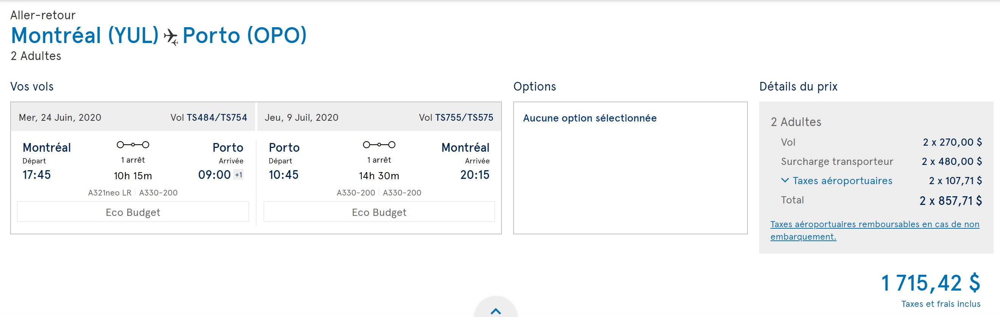 Aller-retour
Montréal (YUL) Porto (OPO)
2 Adultes
Vos vols
Mer, 24 Juin, 2020 Vol TS484/TS754
Montréal Porto
Départ 1 arrêt Arrivée
17:45 10h 15m 09:00 +1
A321neo LR | A330-200
Eco Budget
Jeu, 9 Juil, 2020 Vol TS755/TS575
Porto Montréal
Départ 1 arrêt Arrivée
10:45 14h 30m 20:15
A330-200 | A330-200
Eco Budget
Options
Aucune option sélectionnée
Détails du prix
2 Adultes
Vol 2 x 270,00 $
Surcharge transporteur 2 x 480,00 $
Taxes aéroportuaires 2 x 107,71 $
Total 2 x 857,71 $
Taxes aéroportuaires remboursables en cas de non
embarquement.
1 715,42 $
Taxes et frais inclus